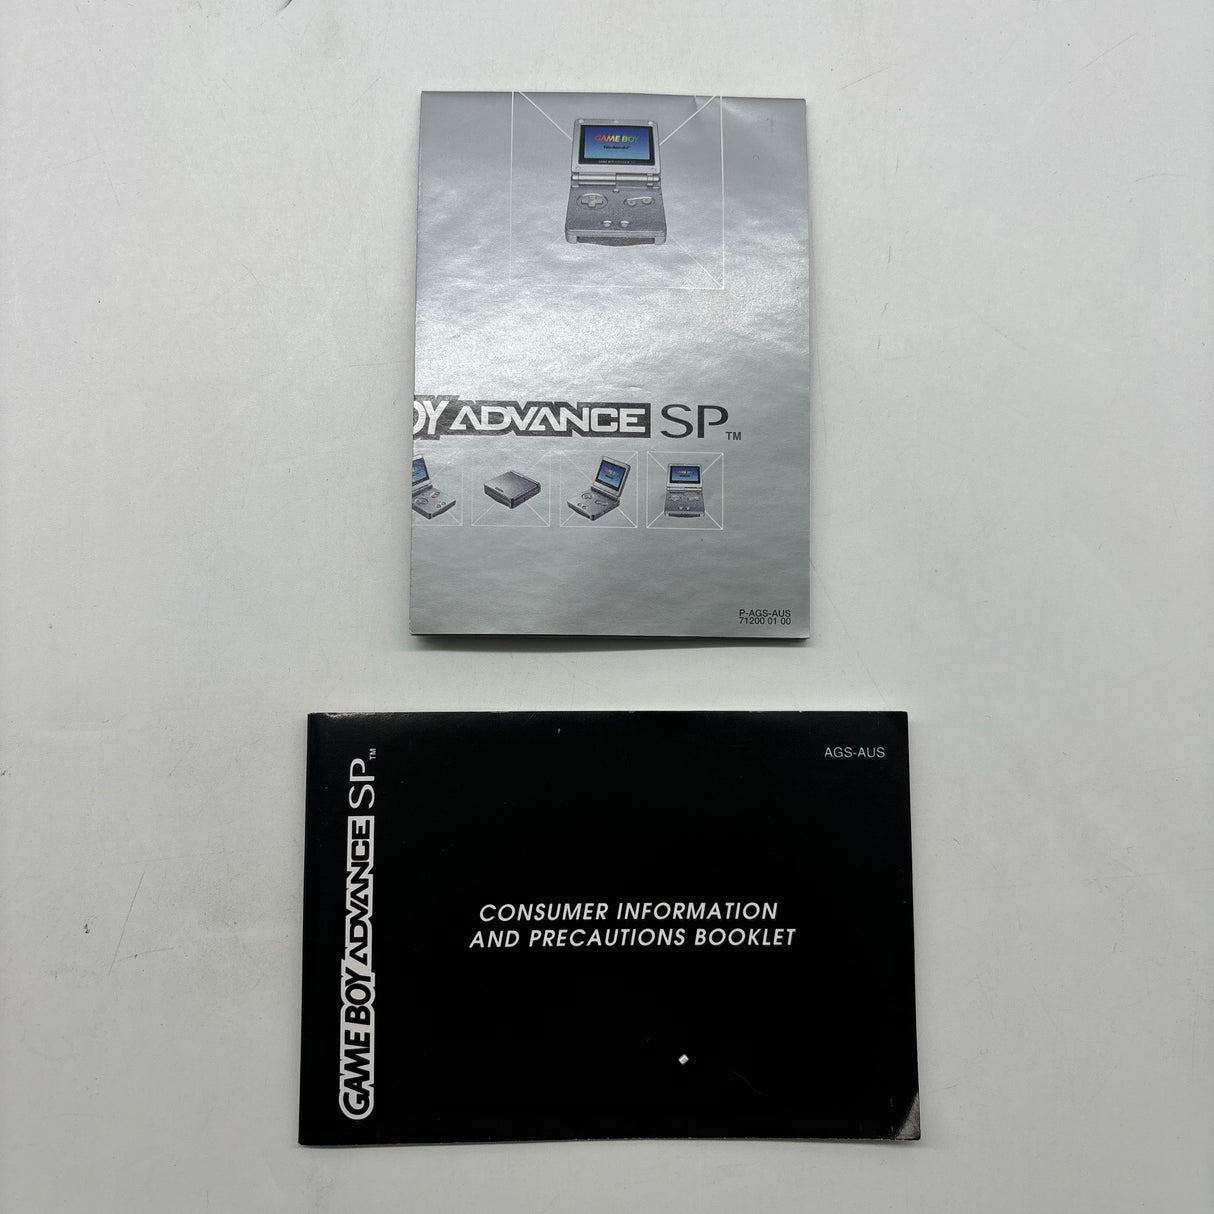 GAME BOY
Nintendo
OY ADVANCE SP™
P-AGS-AUS
71200 01 00
AGS-AUS
GAME BOY ADVANCE SP™
CONSUMER INFORMATION
AND PRECAUTIONS BOOKLET